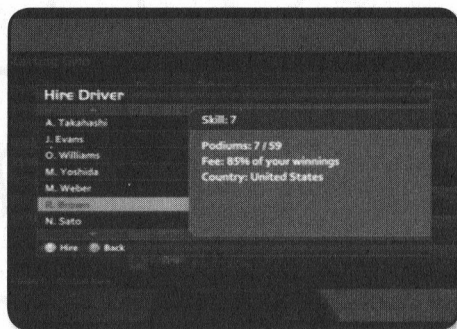 Hire Driver
A. Takahashi
J. Evans
O. Williams
M. Yoshida
M. Weber
R. Brown
N. Sato
Skill: 7
Podiums: 7 / 59
Fee: 85% of your winnings
Country: United States
Hire Back